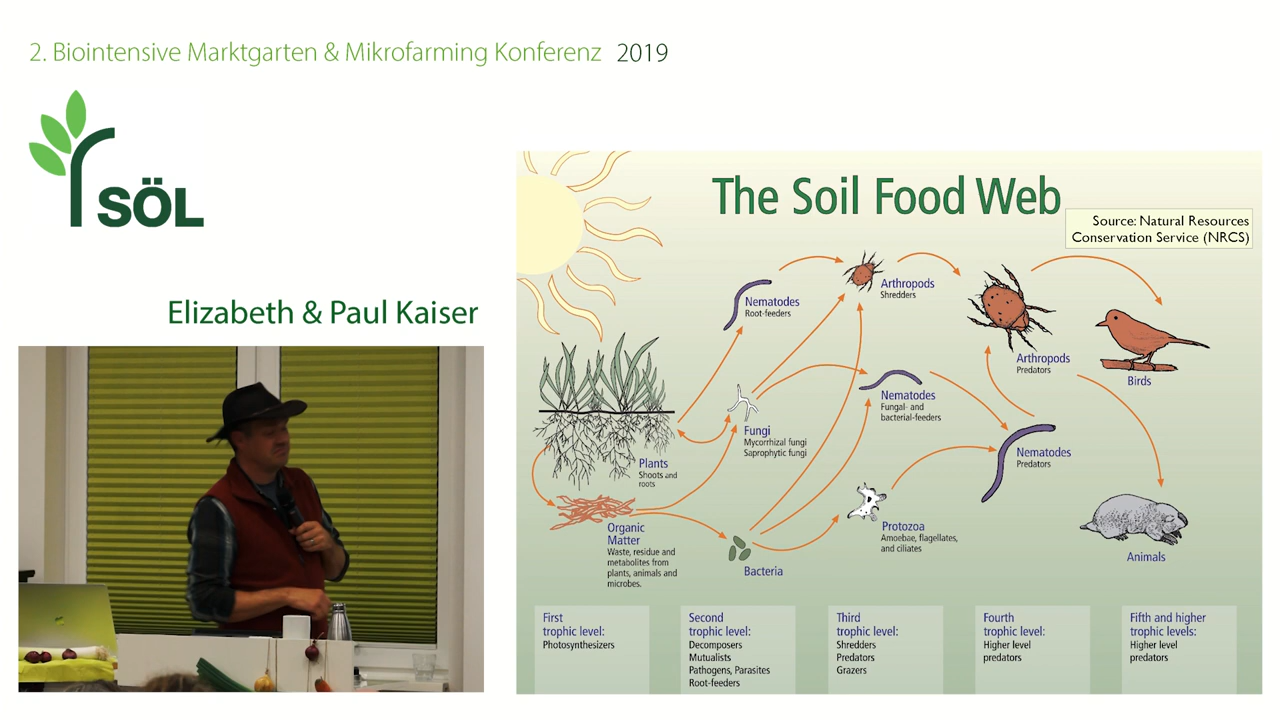 2. Biointensive Marktgarten & Mikrofarming Konferenz 2019
SÖL
Elizabeth & Paul Kaiser
The Soil Food Web
Source: Natural Resources
Conservation Service (NRCS)
Nematodes
Root-feeders
Arthropods
Shredders
Arthropods
Predators
Birds
Nematodes
Fungal- and
bacterial-feeders
Fungi
Mycorrhizal fungi
Saprophytic fungi
Plants
Shoots and
roots
Nematodes
Predators
Organic
Matter
Waste, residue and
metabolites from
plants, animals and
microbes.
Bacteria
Protozoa
Amoebae, flagellates,
and ciliates
Animals
First
trophic level:
Photosynthesizers
Second
trophic level:
Decomposers
Mutualists
Pathogens, Parasites
Root-feeders
Third
trophic level:
Shredders
Predators
Grazers
Fourth
trophic level:
Higher level
predators
Fifth and higher
trophic levels:
Higher level
predators